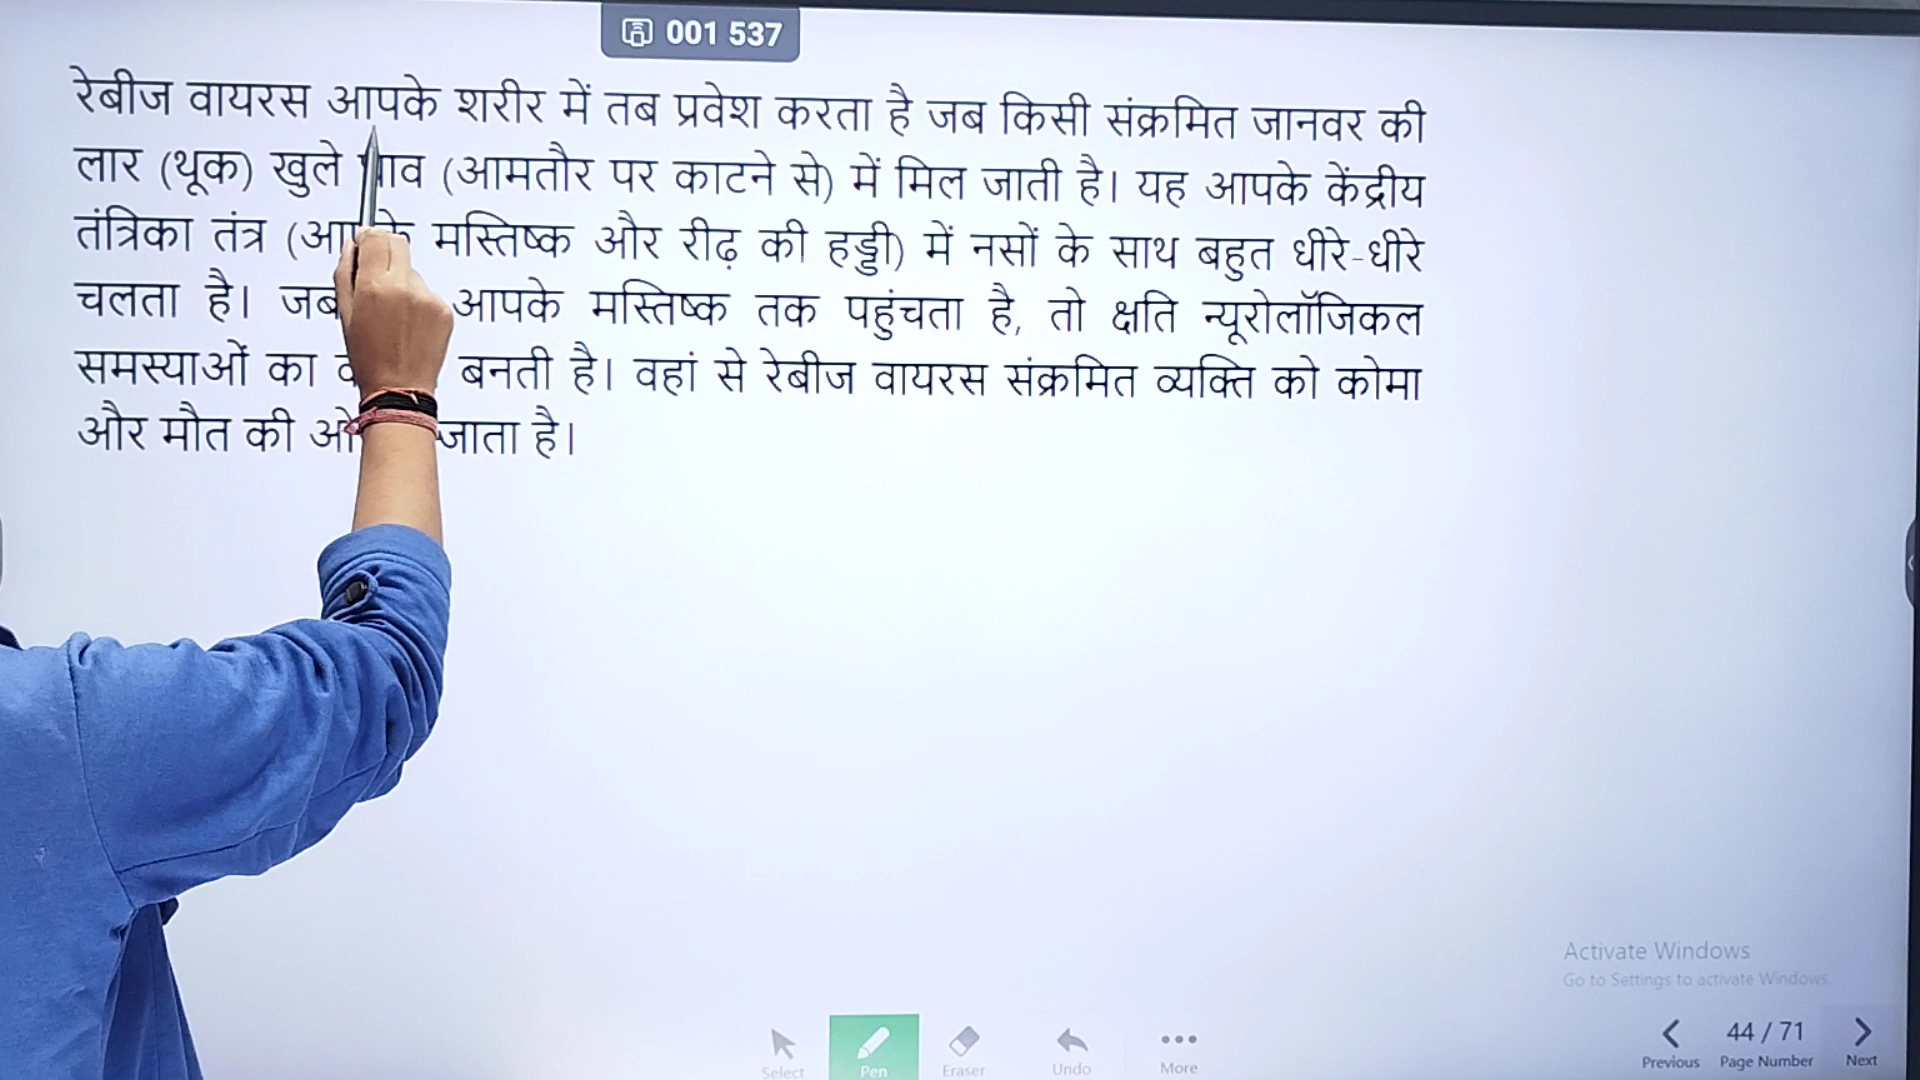 001 537
रेबीज वायरस आपके शरीर में तब प्रवेश करता है जब किसी संक्रमित जानवर की
लार (थूक) खुले (आमतौर पर काटने से) में मिल जाती है। यह आपके केंद्रीय
तंत्रिका तंत्र ( मस्तिष्क और रीढ़ की हड्डी) में नसों के साथ बहुत धीरे-धीरे
चलता है। जब आपके मस्तिष्क तक पहुंचता है, तो क्षति न्यूरोलॉजिकल
समस्याओं का बनती है। वहां से रेबीज वायरस संक्रमित व्यक्ति को कोमा
और मौत की जाता है।
Activate Windows
Go to Settings to activate Windows.
Select Pen Eraser Undo More
44 / 71
Previous Page Number Next